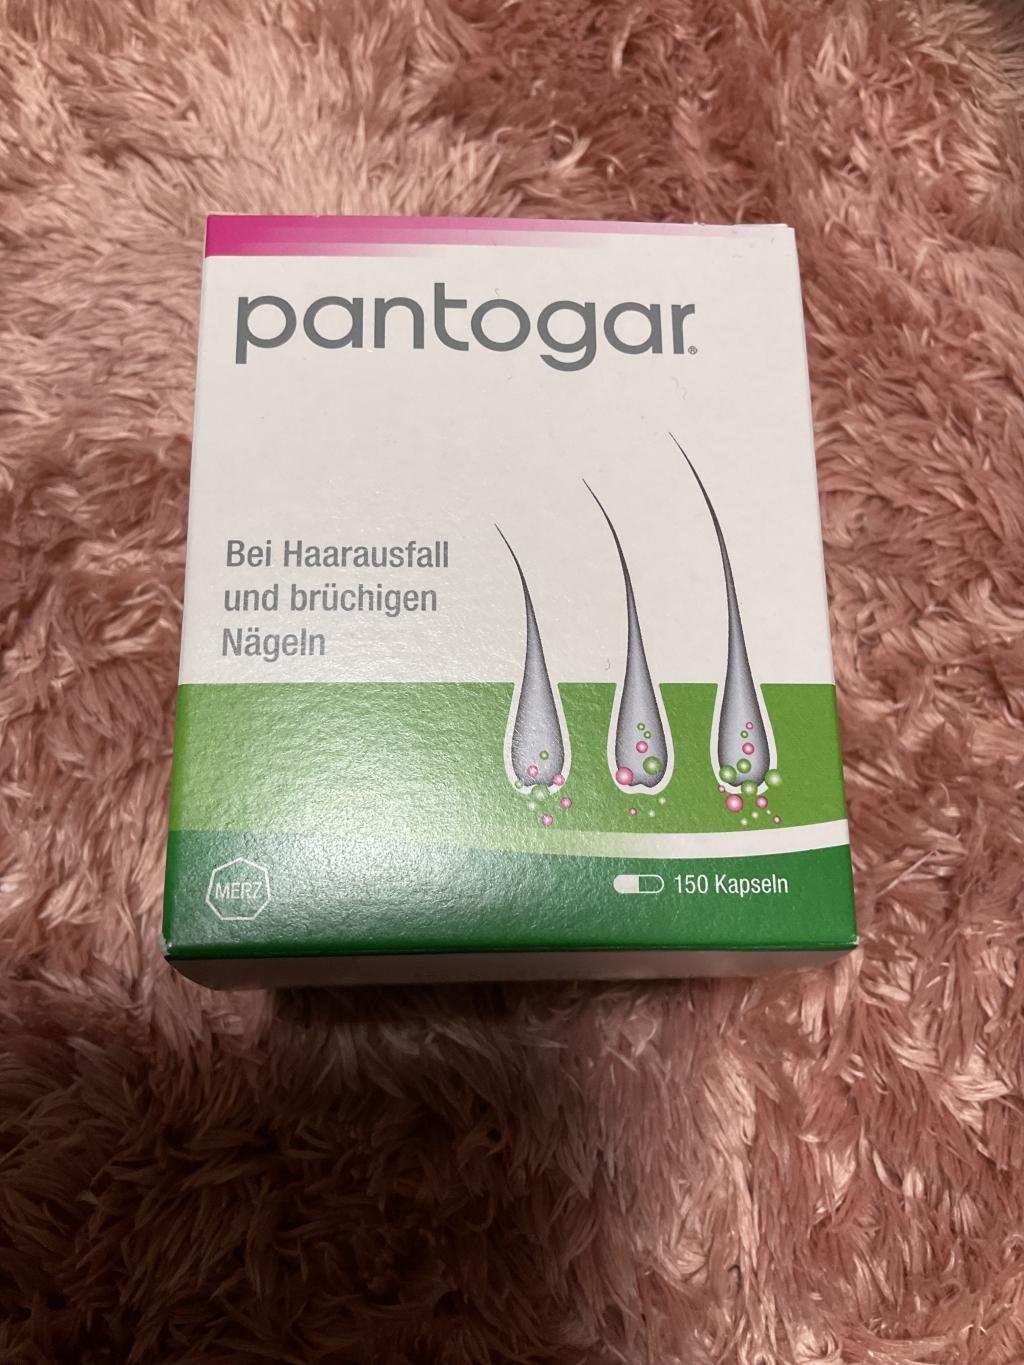 pantogar®
Bei Haarausfall
und brüchigen
Nägeln
MERZ
150 Kapseln